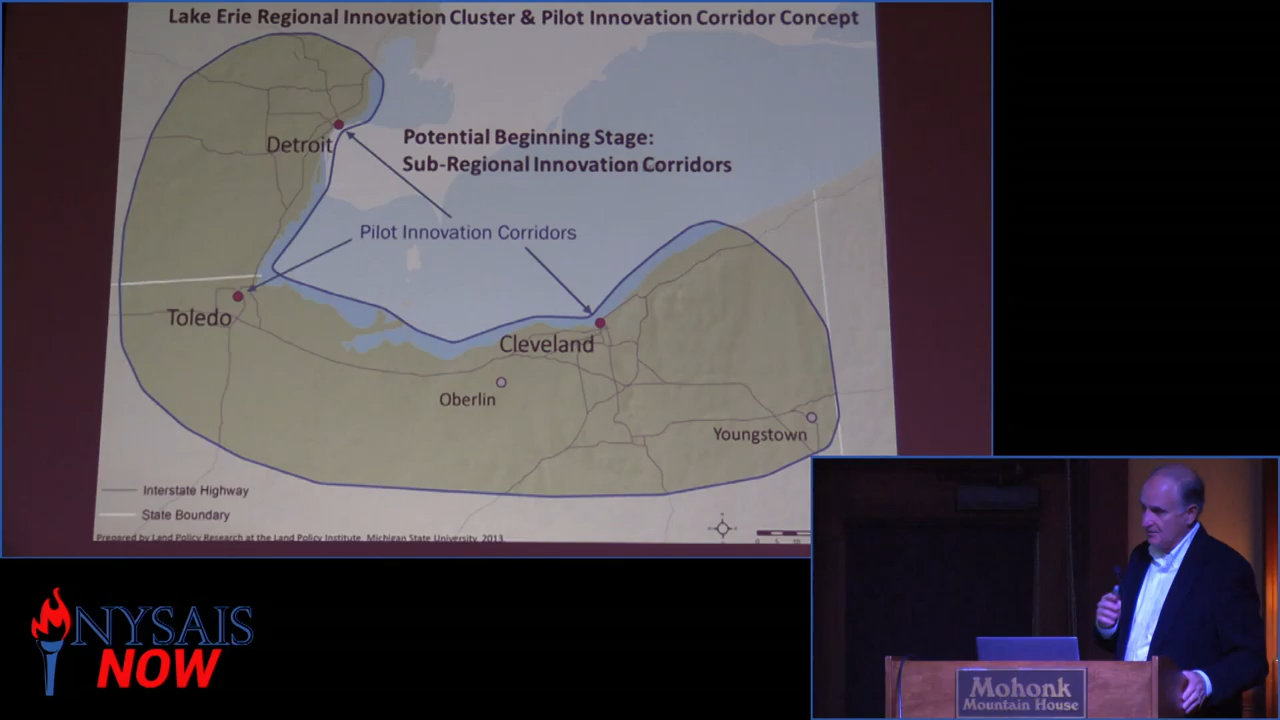 Lake Erie Regional Innovation Cluster & Pilot Innovation Corridor Concept
Potential Beginning Stage:
Sub-Regional Innovation Corridors
Detroit
Pilot Innovation Corridors
Toledo
Cleveland
Oberlin
Youngstown
Interstate Highway
State Boundary
Prepared by Land Policy Research at the Land Policy Institute, Michigan State University, 2013
NYSAIS
NOW
Mohonk
Mountain House